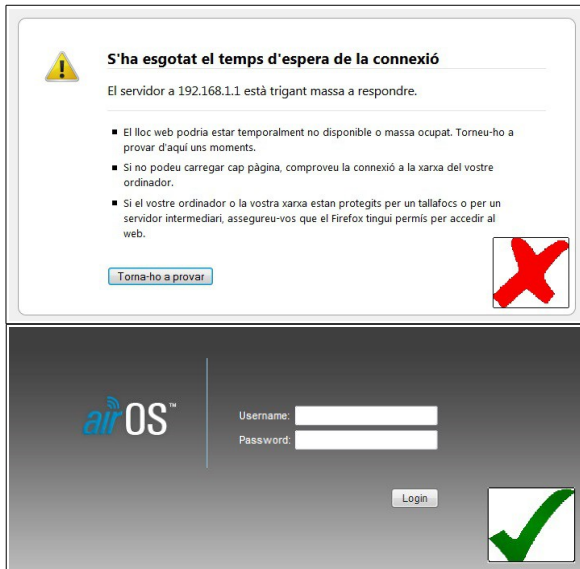 S'ha esgotat el temps d'espera de la connexió
El servidor a 192.168.1.1 està trigant massa a respondre.
El lloc web podria estar temporalment no disponible o massa ocupat. Torneu-ho a
provar d'aquí uns moments.
Si no podeu carregar cap pàgina, comproveu la connexió a la xarxa del vostre
ordinador.
Si el vostre ordinador o la vostra xarxa estan protegits per un tallafocs o per un
servidor intermediari, assegureu-vos que el Firefox tingui permís per accedir al
web.
Torna-ho a provar
airOS™
Username:
Password:
Login